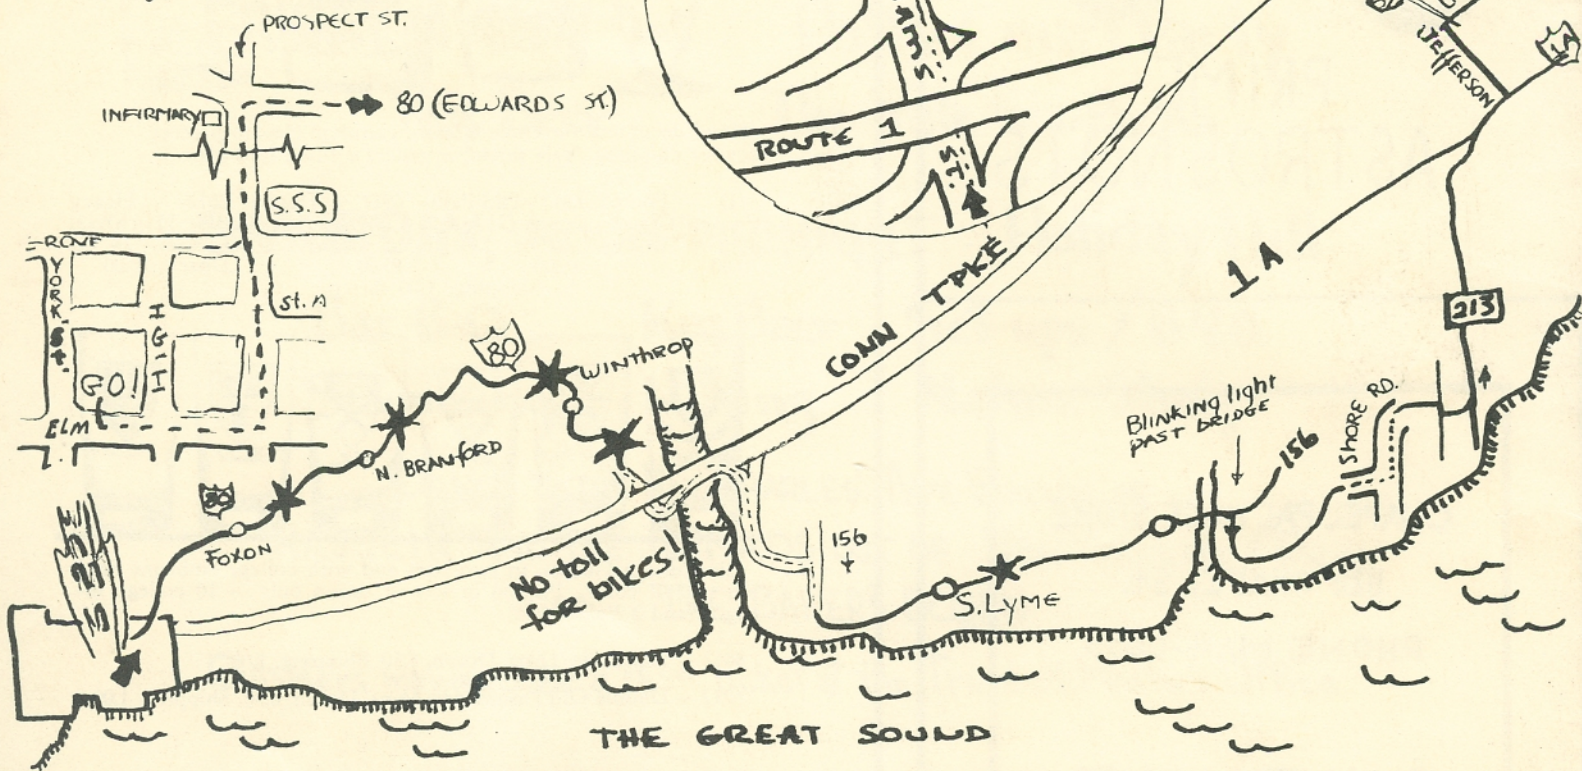 PROSPECT ST.
INFIRMARY
80 (EDWARDS ST.)
S.S.S
YORK St.
HIGH
St. A
GO!
ELM
80
WINTHROP
N. BRANFORD
80
FOXON
ROUTE 1
CONN TPKE
No toll
for bikes!
156
S. LYME
Blinking light
PAST BRIDGE
156
SHORE RD.
213
1A
JEFFERSON
THE GREAT SOUND